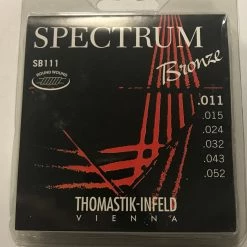 SPECTRUM
SB111
Bronze
ROUND WOUND
.011
.015
.024
.032
.043
.052
THOMASTIK-INFELD
VIENNA